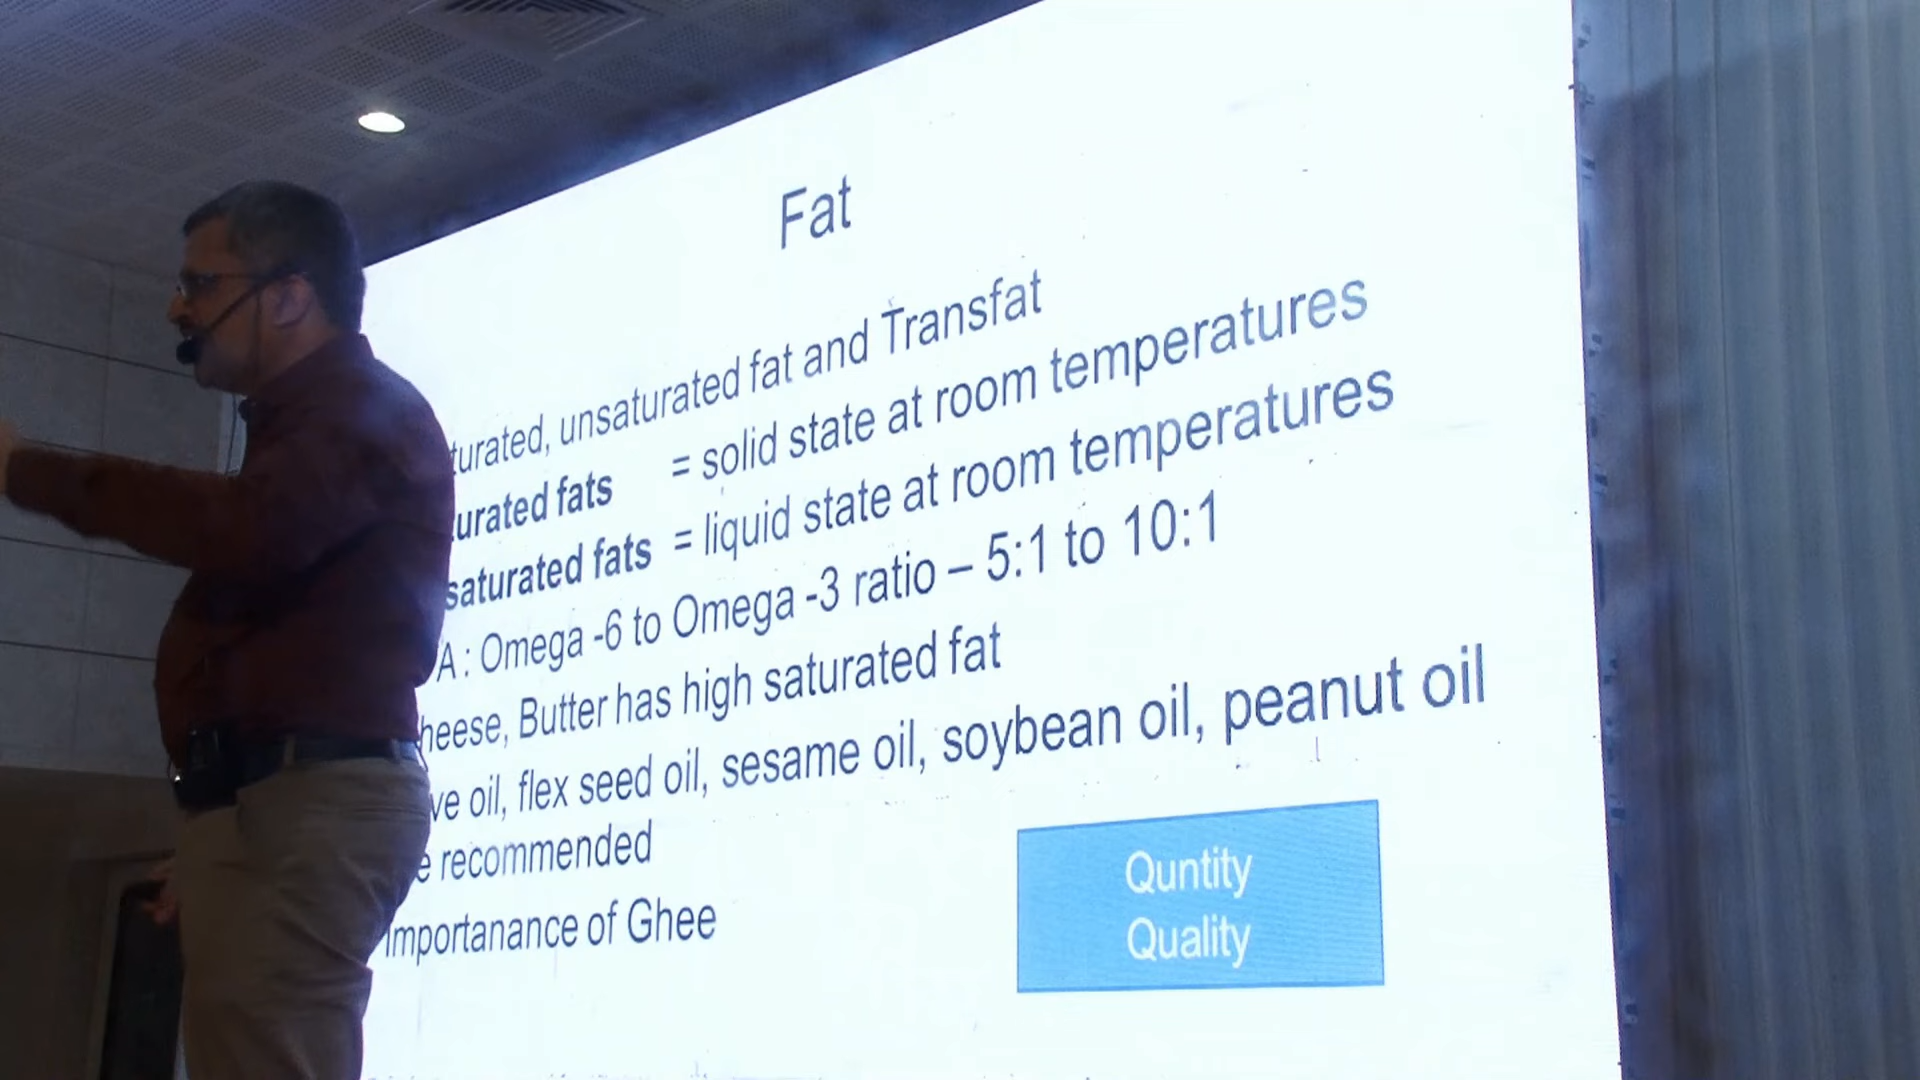 Fat
turated, unsaturated fat and Transfat
urated fats = solid state at room temperatures
saturated fats = liquid state at room temperatures
A : Omega -6 to Omega -3 ratio – 5:1 to 10:1
heese, Butter has high saturated fat
ve oil, flex seed oil, sesame oil, soybean oil, peanut oil
e recommended
Importanance of Ghee
Quntity
Quality